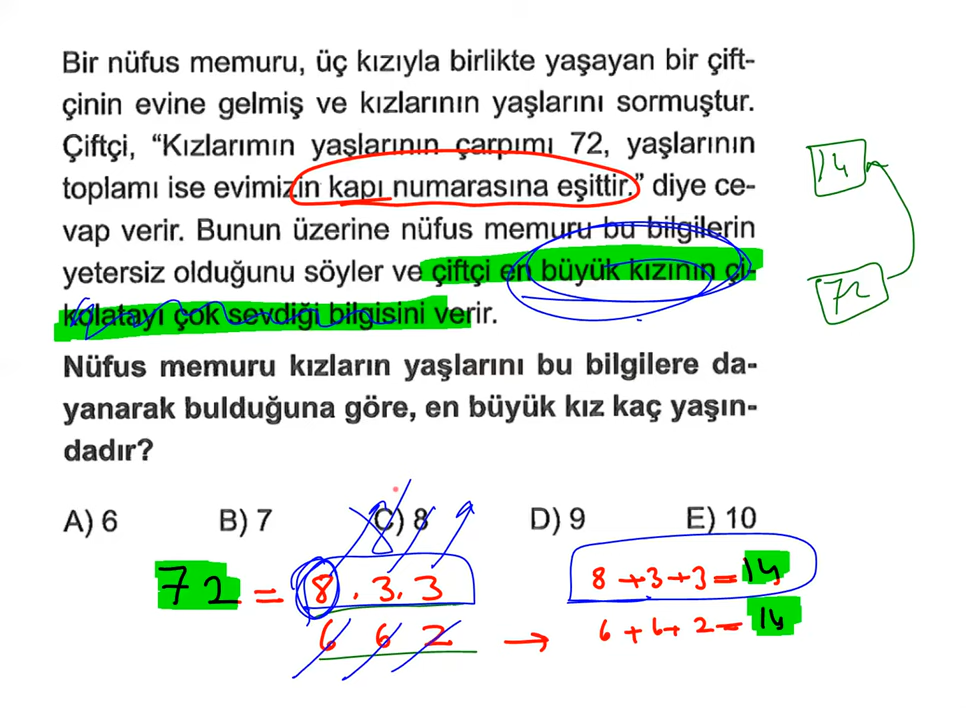 Bir nüfus memuru, üç kızıyla birlikte yaşayan bir çift-
çinin evine gelmiş ve kızlarının yaşlarını sormuştur.
Çiftçi, “Kızlarımın yaşlarının çarpımı 72, yaşlarının
toplamı ise evimizin kapı numarasına eşittir.” diye ce-
vap verir. Bunun üzerine nüfus memuru bu bilgilerin
yetersiz olduğunu söyler ve çiftçi en büyük kızının çi-
kolatayı çok sevdiği bilgisini verir.
14
72
Nüfus memuru kızların yaşlarını bu bilgilere da-
yanarak bulduğuna göre, en büyük kız kaç yaşın-
dadır?
A) 6 B) 7 C) 8 D) 9 E) 10
72 = 8 . 3 . 3 8 + 3 + 3 = 14
6 6 2 → 6 + 6 + 2 = 14